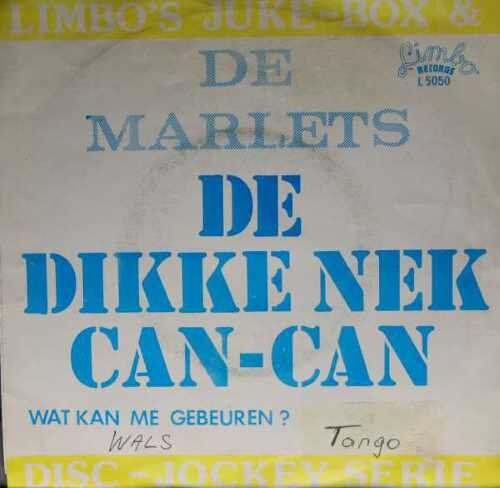 LIMBO'S JUKE-BOX &
Limbo
RECORDS
L 5050
DE
MARLETS
DE
DIKKE NEK
CAN-CAN
WAT KAN ME GEBEUREN?
WALS
Tango
DISC-JOCKEY SERIE